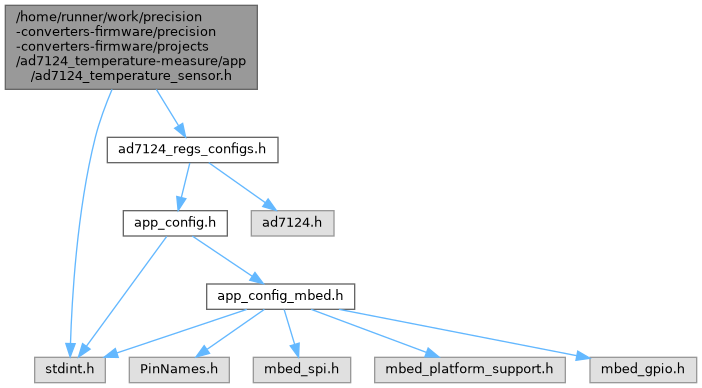 /home/runner/work/precision
-converters-firmware/precision
-converters-firmware/projects
/ad7124_temperature-measure/app
/ad7124_temperature_sensor.h
ad7124_regs_configs.h
app_config.h
ad7124.h
app_config_mbed.h
stdint.h
PinNames.h
mbed_spi.h
mbed_platform_support.h
mbed_gpio.h